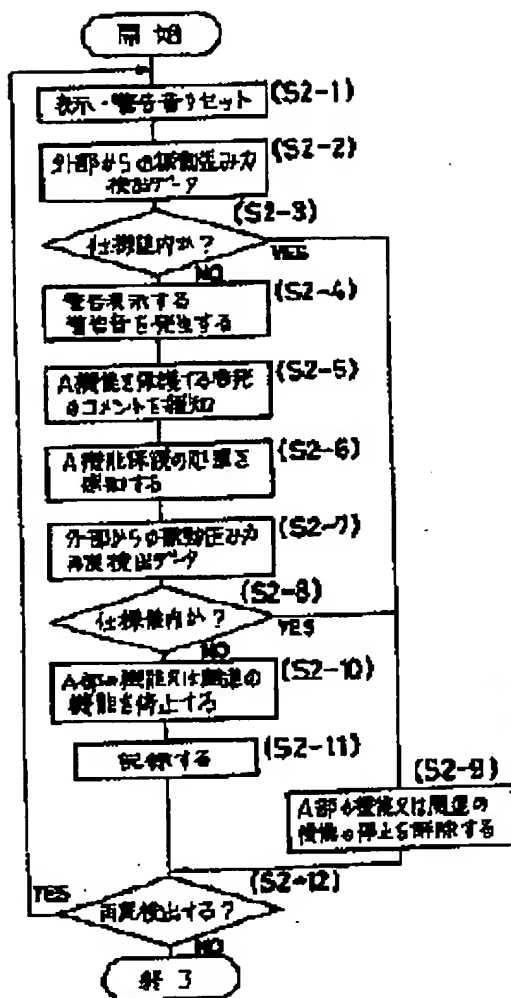 開始
表示・警告音リセット
(S2-1)
外部からの振動歪み力
検出データ
(S2-2)
仕様値内か?
(S2-3)
YES
NO
警告表示する
警告音を発生する
(S2-4)
A機能を保護する
コメントを報知
(S2-5)
A機能保護の処理を
する
(S2-6)
外部からの振動歪み力
再度検出データ
(S2-7)
仕様値内か?
(S2-8)
YES
NO
A部の機能又は関連の
機能を停止する
(S2-10)
記録する
(S2-11)
(S2-9)
A部の機能又は関連の
機能の停止を解除する
(S2-12)
YES
再度検出する?
NO
終了